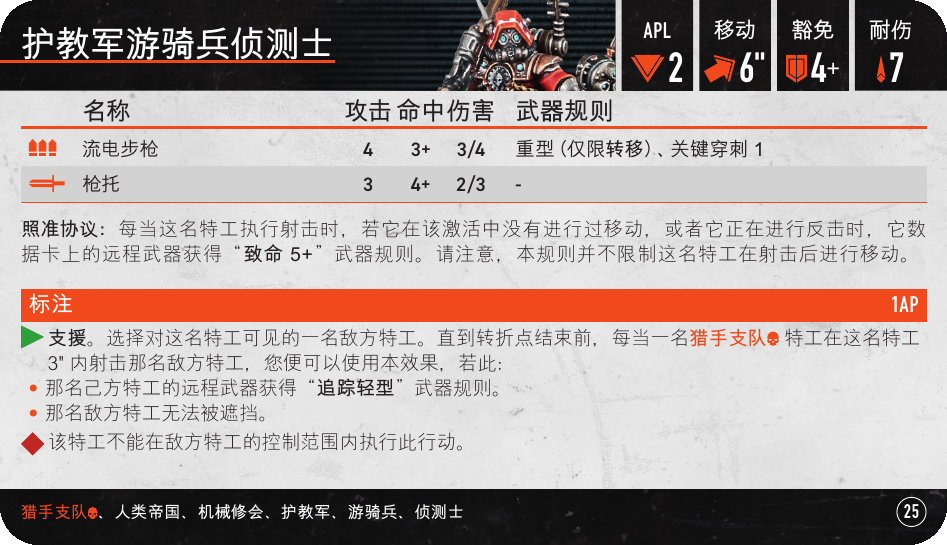 护教军游骑兵侦测士
APL 移动 豁免 耐伤
2 6" 4+ 7
名称 攻击 命中 伤害 武器规则
流电步枪 4 3+ 3/4 重型（仅限转移）、关键穿刺 1
枪托 3 4+ 2/3 -
照准协议：每当这名特工执行射击时，若它在该激活中没有进行过移动，或者它正在进行反击时，它数
据卡上的远程武器获得“致命 5+”武器规则。请注意，本规则并不限制这名特工在射击后进行移动。
标注 1AP
支援。选择对这名特工可见的一名敌方特工。直到转折点结束前，每当一名猎手支队特工在这名特工
3" 内射击那名敌方特工，您便可以使用本效果，若此：
• 那名己方特工的远程武器获得“追踪轻型”武器规则。
• 那名敌方特工无法被遮挡。
该特工不能在敌方特工的控制范围内执行此行动。
猎手支队、人类帝国、机械修会、护教军、游骑兵、侦测士 25